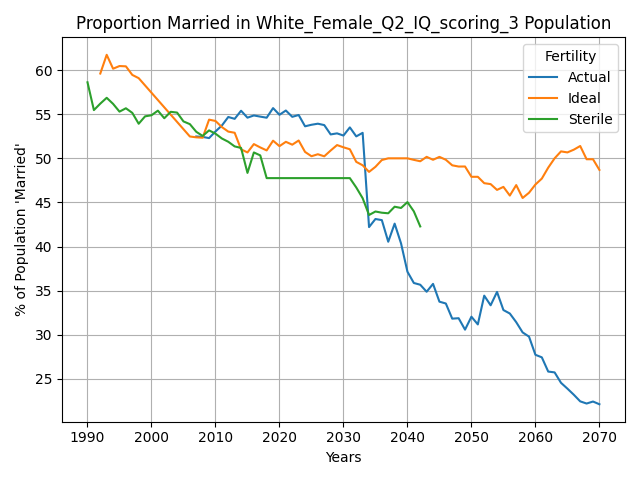 Proportion Married in White_Female_Q2_IQ_scoring_3 Population
Fertility
Actual
Ideal
Sterile
% of Population 'Married'
60
55
50
45
40
35
30
25
1990 2000 2010 2020 2030 2040 2050 2060 2070
Years